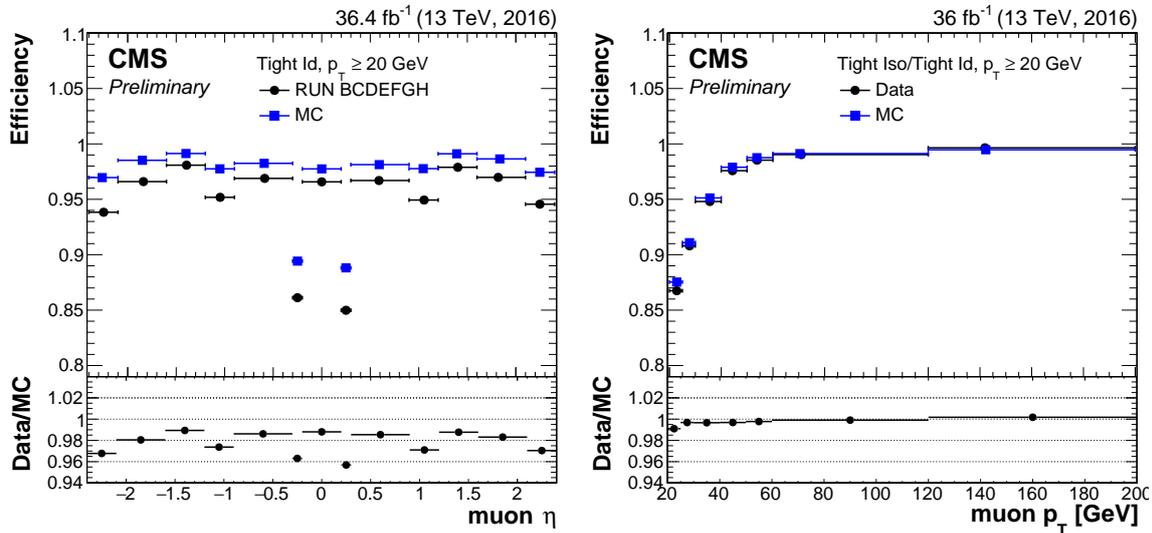 36.4 fb-1 (13 TeV, 2016)
CMS
Preliminary
Tight Id, pT ≥ 20 GeV
RUN BCDEFGH
MC
Efficiency
1.1
1.05
1
0.95
0.9
0.85
0.8
Data/MC
1.02
1
0.98
0.96
0.94
−2 −1.5 −1 −0.5 0 0.5 1 1.5 2
muon η
36 fb-1 (13 TeV, 2016)
CMS
Preliminary
Tight Iso/Tight Id, pT ≥ 20 GeV
Data
MC
Efficiency
1.1
1.05
1
0.95
0.9
0.85
0.8
Data/MC
1.02
1
0.98
0.96
0.94
20 40 60 80 100 120 140 160 180 200
muon pT [GeV]